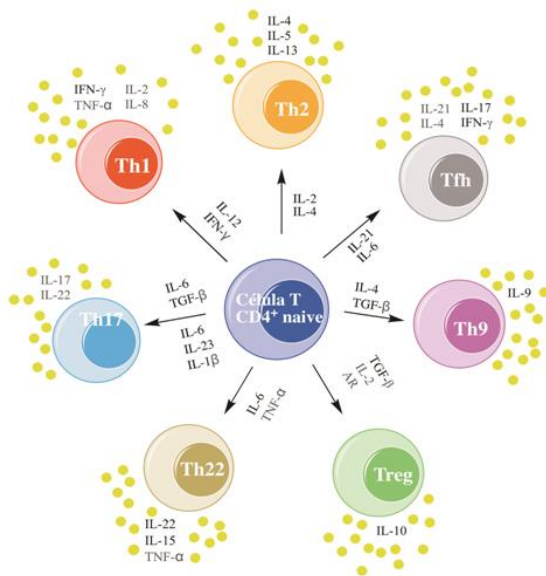 IL-4
IL-5
IL-13
Th2
IFN-γ IL-2
TNF-α IL-8
Th1
IL-21 IL-17
IL-4 IFN-γ
Tfh
IL-12
IFN-γ
IL-2
IL-4
IL-21
IL-6
IL-17
IL-22
Th17
IL-6
TGF-β
IL-6
IL-23
IL-1β
Célula T
CD4⁺ naive
IL-4
TGF-β
IL-9
Th9
IL-6
TNF-α
TGF-β
IL-2
AR
Th22
IL-22
IL-15
TNF-α
Treg
IL-10